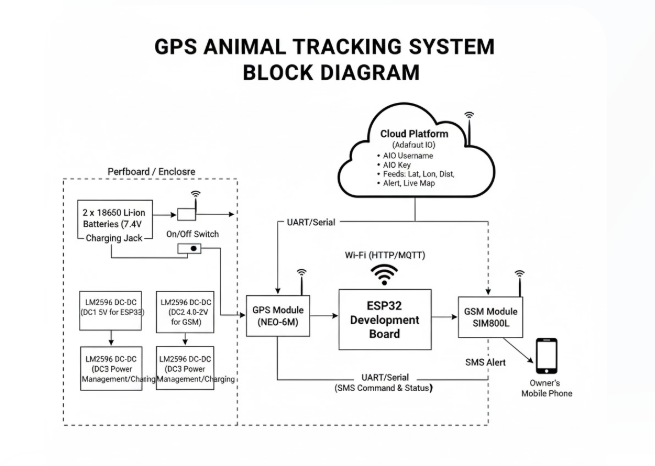 GPS ANIMAL TRACKING SYSTEM
BLOCK DIAGRAM
Cloud Platform
(Adafout IO)
• AIO Username
• AIO Key
• Feeds: Lat, Lon, Dist,
• Alert, Live Map
Perfboard / Enclosre
2 x 18650 Li-ion
Batteries (7.4V
Charging Jack
On/Off Switch
UART/Serial
Wi-Fi (HTTP/MQTT)
LM2596 DC-DC
(DC1 5V for ESP33)
LM2596 DC-DC
(DC2 4.0-2V
for GSM)
GPS Module
(NEO-6M)
ESP32
Development
Board
GSM Module
SIM800L
LM2596 DC-DC
(DC3 Power
Management/Chating)
LM2596 DC-DC
(DC3 Power
Management/Charging
SMS Alert
UART/Serial
(SMS Command & Status)
Owner's
Mobile Phone